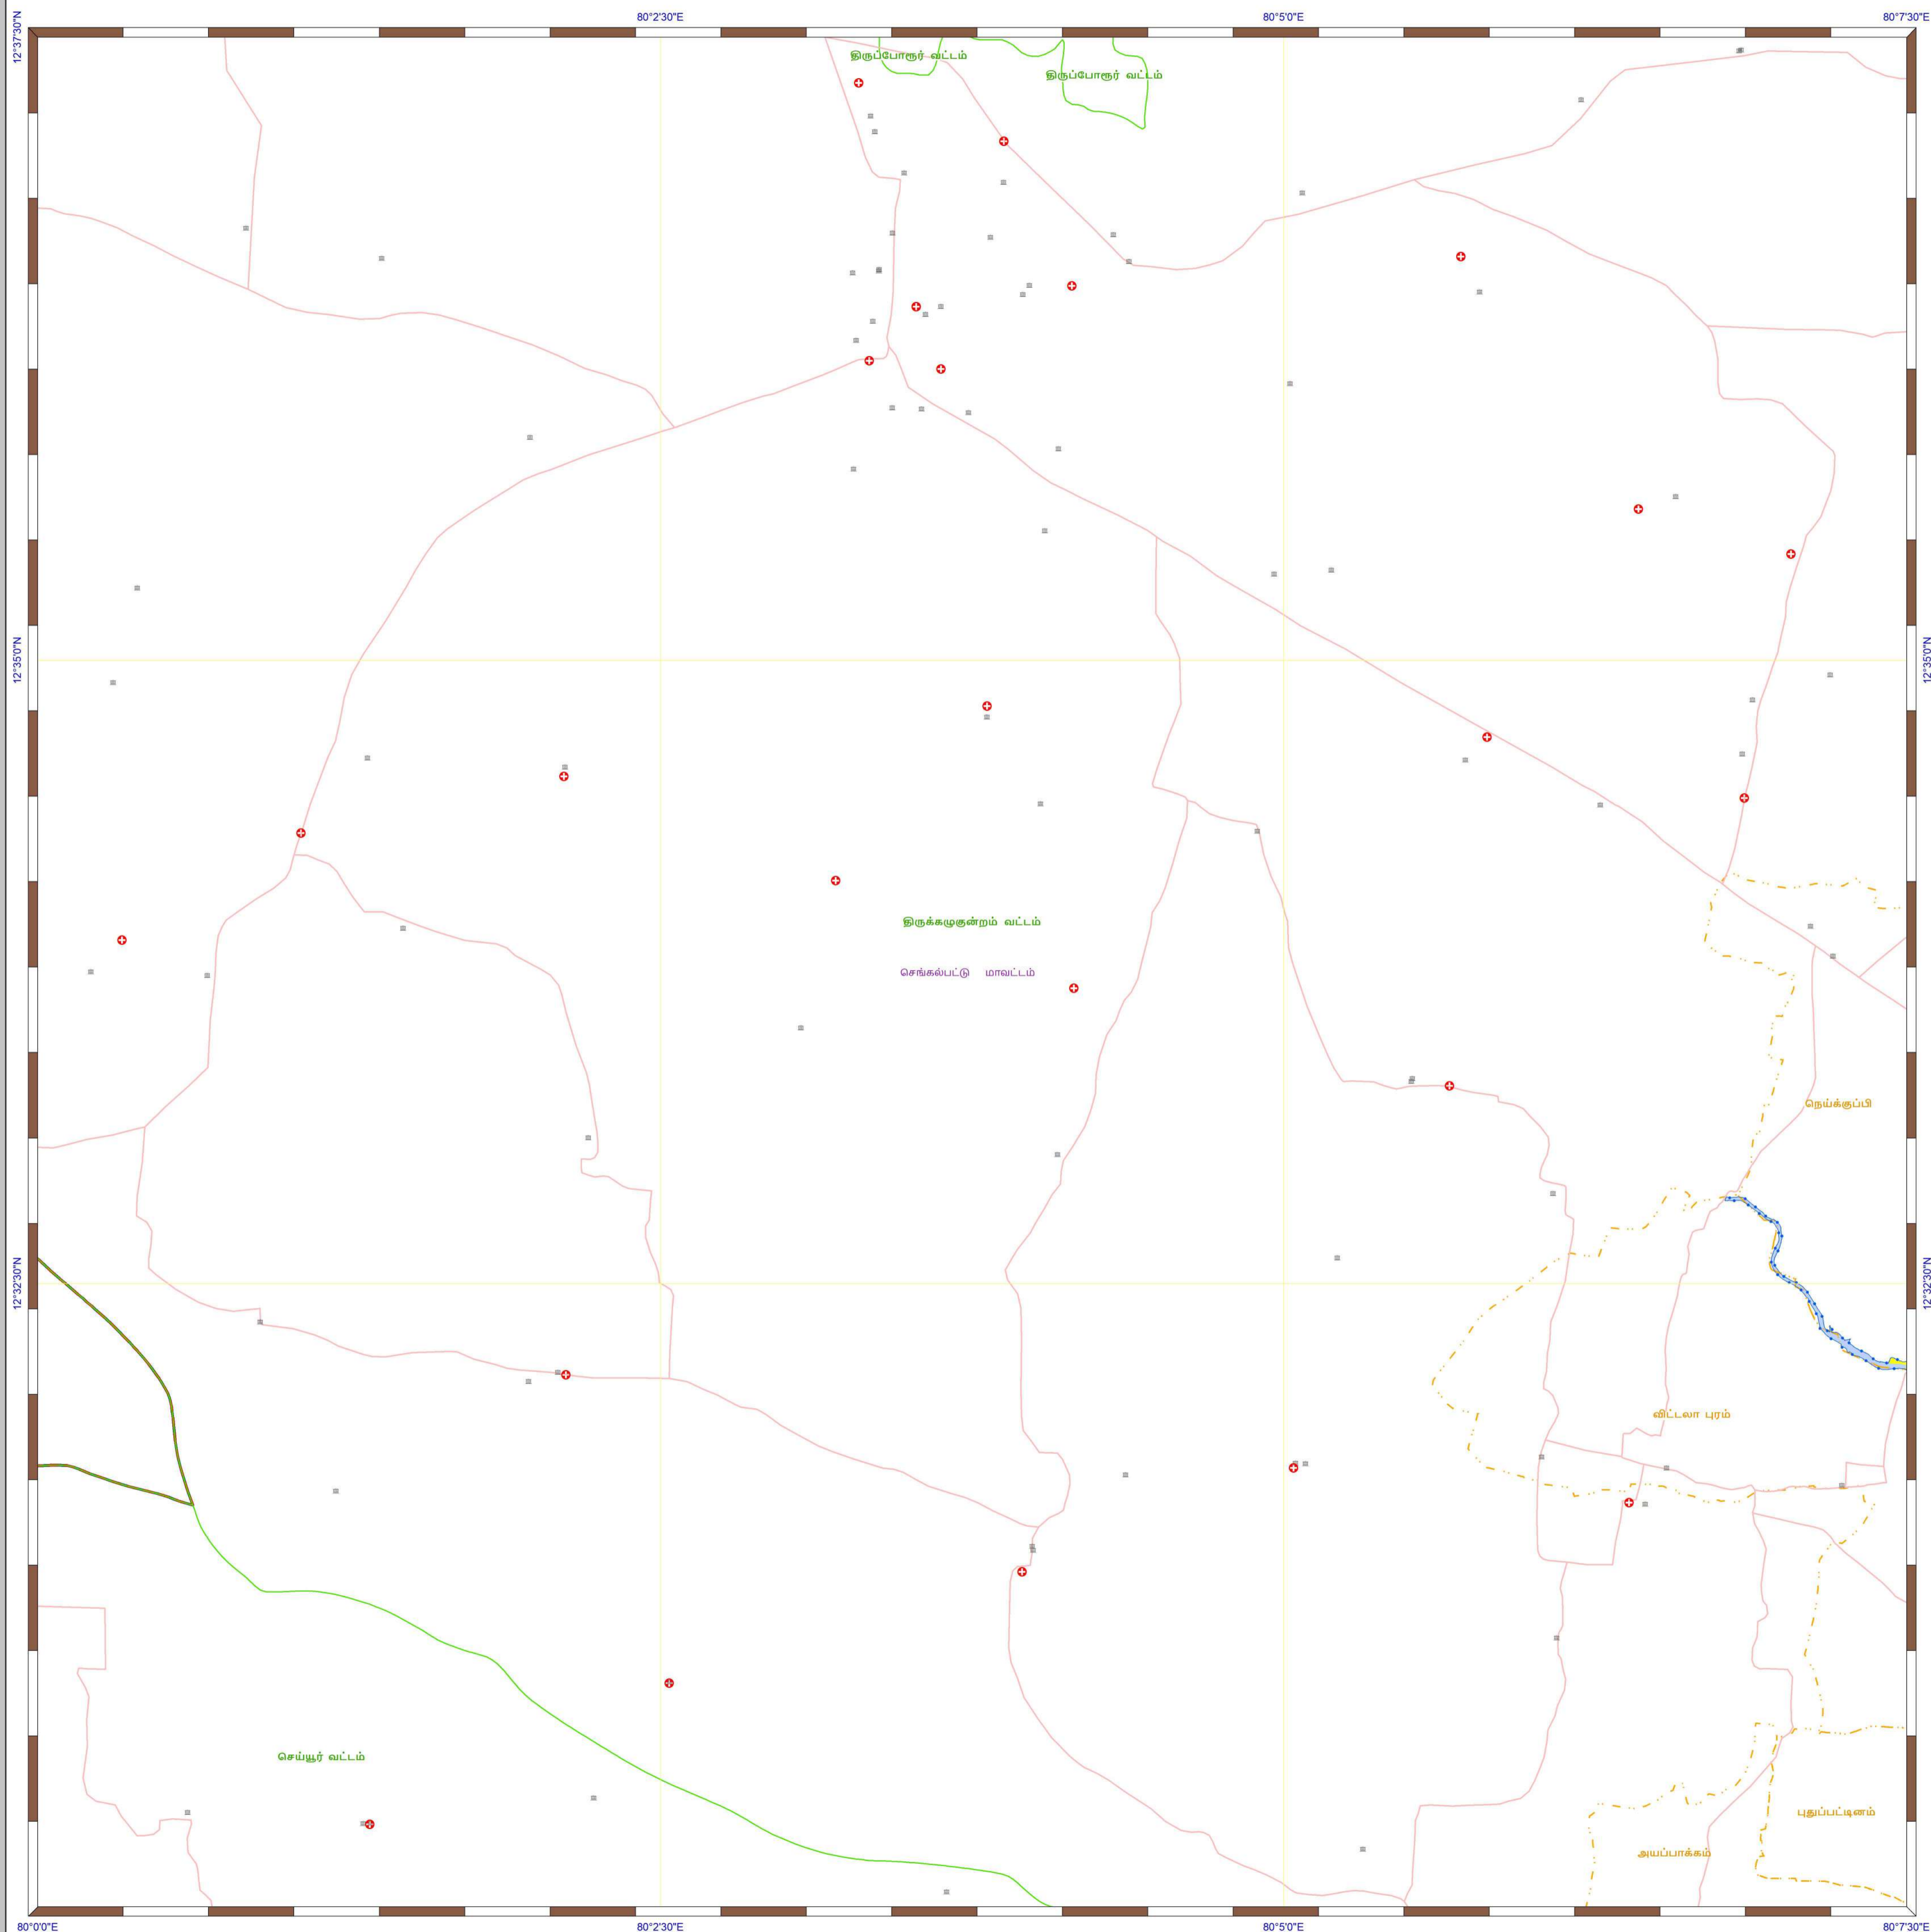 80°2'30"E
80°5'0"E
80°7'30"E
12°37'30"N
திருப்போரூர் வட்டம்
திருப்போரூர் வட்டம்
12°35'0"N
12°35'0"N
திருக்கழுகுன்றம் வட்டம்
செங்கல்பட்டு மாவட்டம்
நெய்க்குப்பி
12°32'30"N
12°32'30"N
விட்டலா புரம்
செய்யூர் வட்டம்
புதுப்பட்டினம்
அயப்பாக்கம்
80°0'0"E
80°2'30"E
80°5'0"E
80°7'30"E